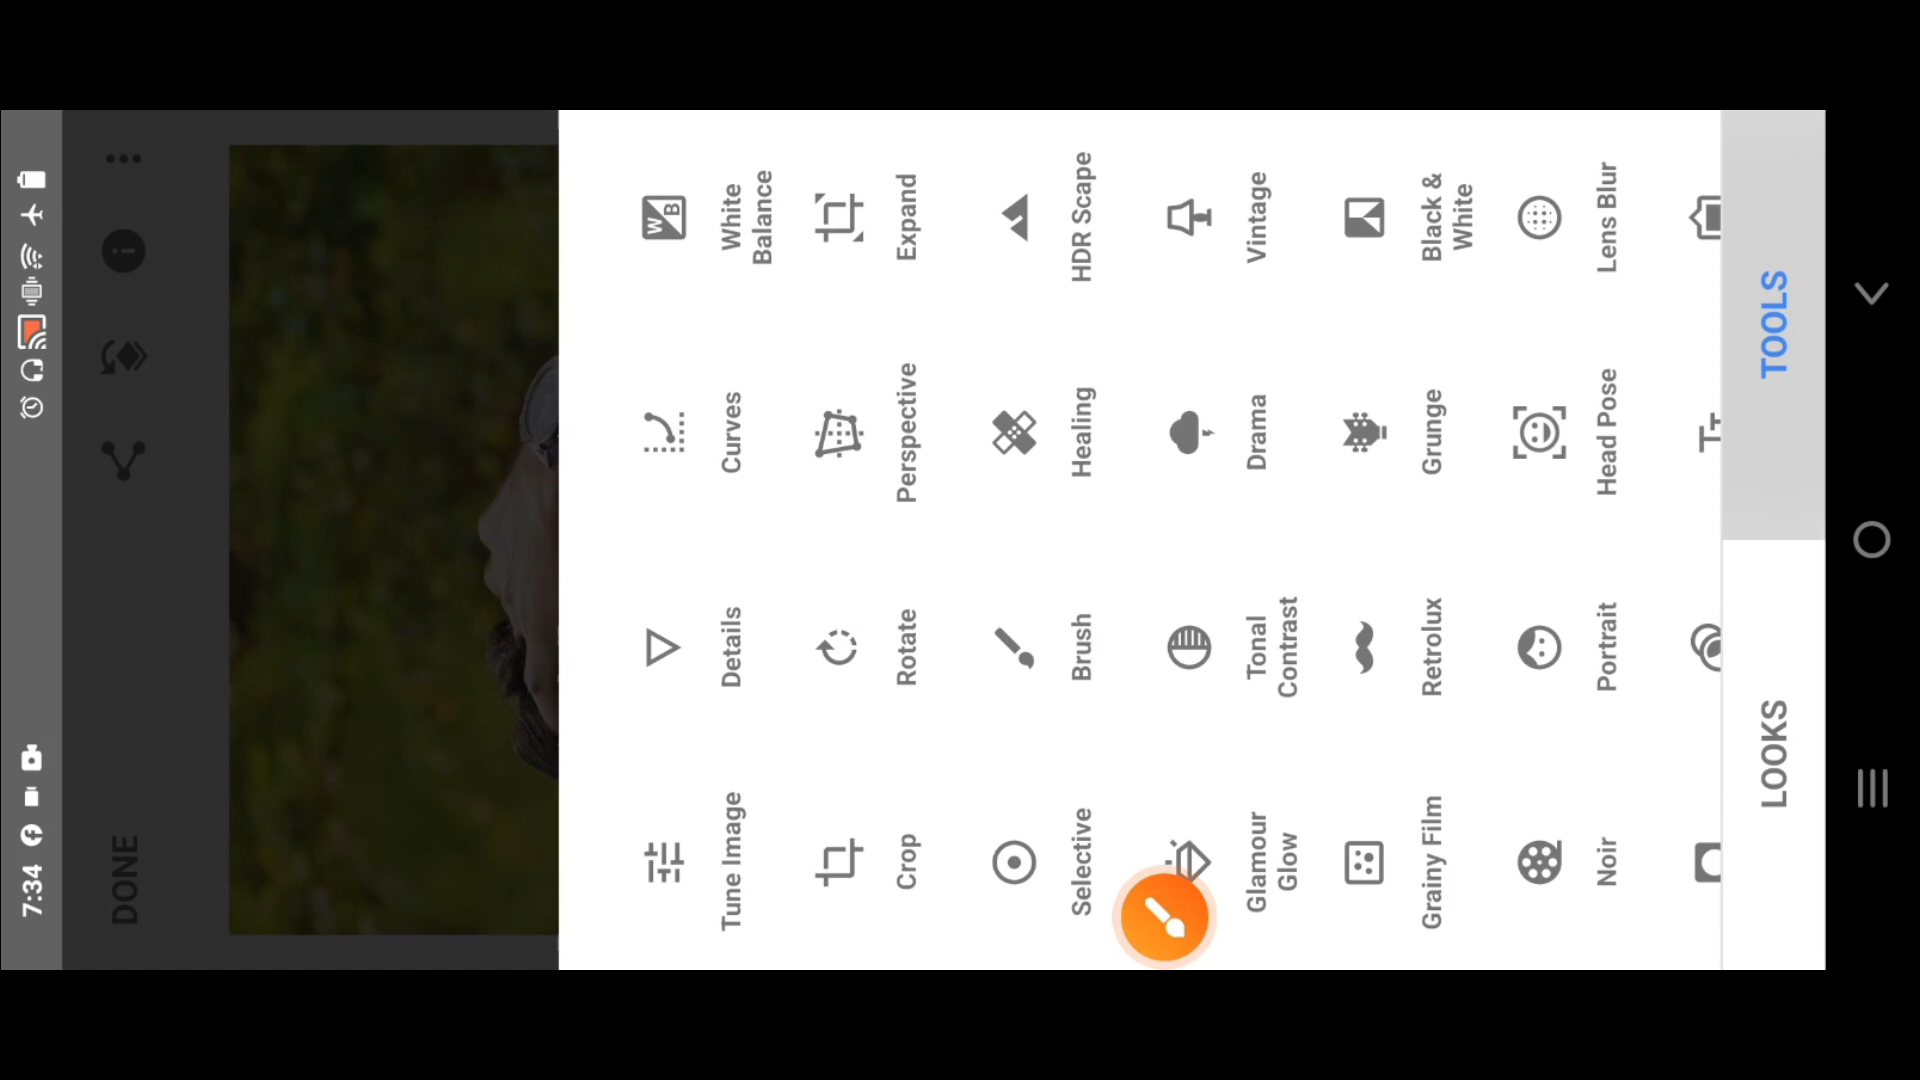 7:34
DONE
Tune Image
Details
Curves
White
Balance
Crop
Rotate
Perspective
Expand
Selective
Brush
Healing
HDR Scape
Glamour
Glow
Tonal
Contrast
Drama
Vintage
Grainy Film
Retrolux
Grunge
Black &
White
Noir
Portrait
Head Pose
Lens Blur
LOOKS
TOOLS